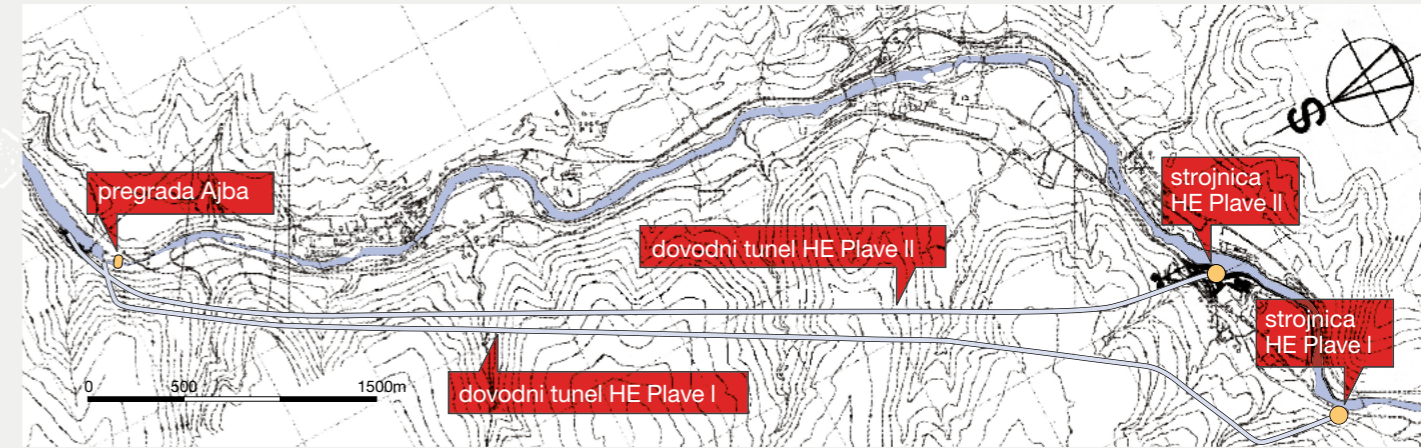 S
pregrada Ajba
strojnica
HE Plave II
dovodni tunel HE Plave II
strojnica
HE Plave I
dovodni tunel HE Plave I
0 500 1500m